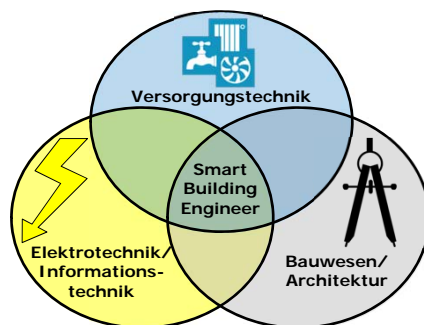 Versorgungstechnik
Smart
Building
Engineer
Elektrotechnik/
Informations-
technik
Bauwesen/
Architektur